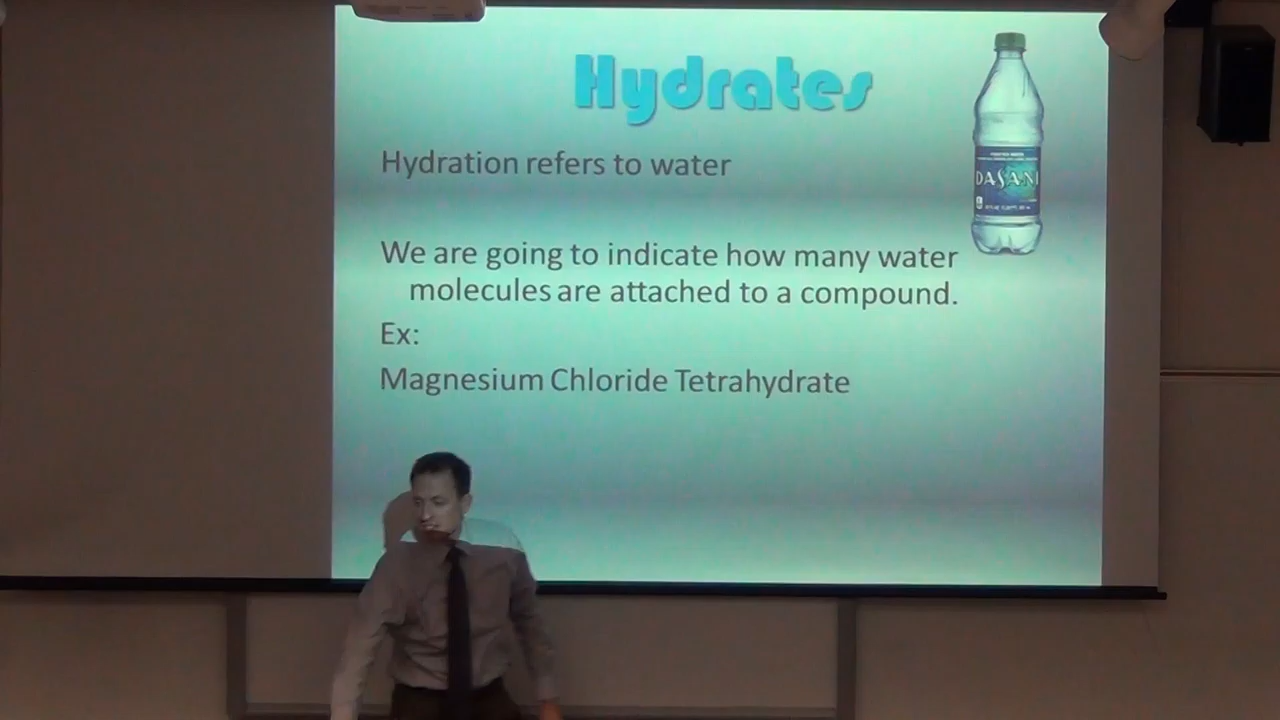 Hydrates
Hydration refers to water
DASANI
We are going to indicate how many water
molecules are attached to a compound.
Ex:
Magnesium Chloride Tetrahydrate